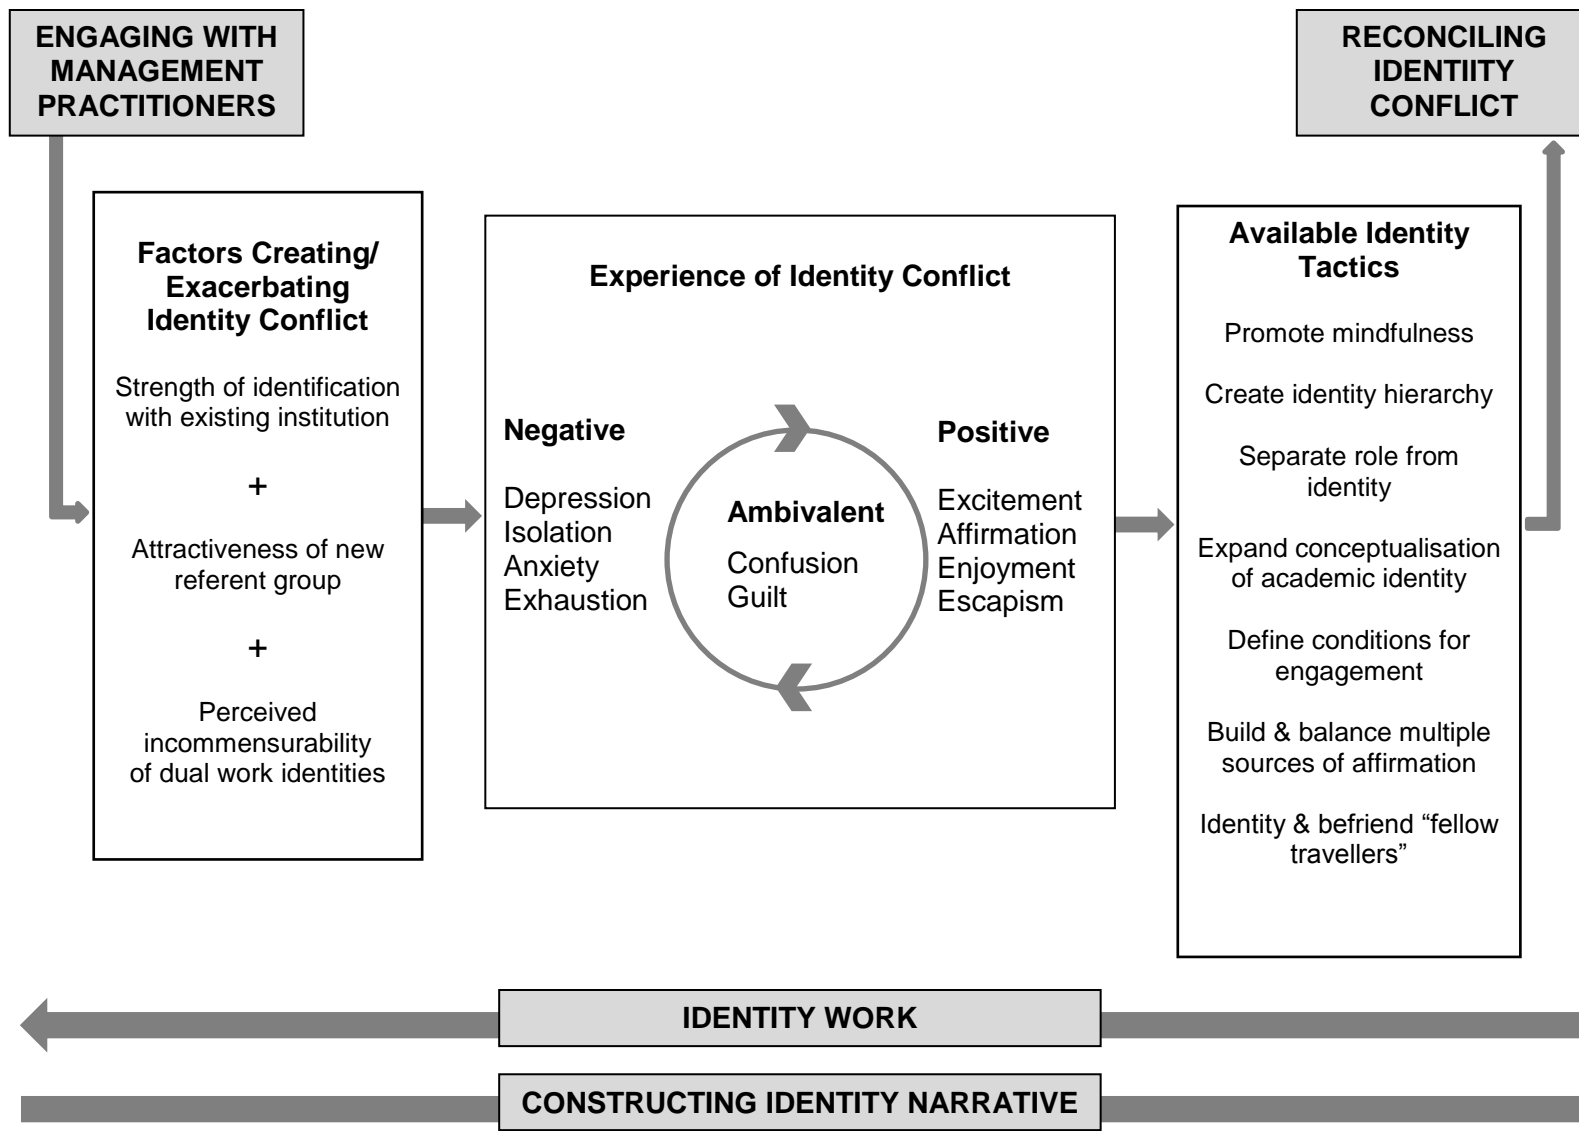 ENGAGING WITH
MANAGEMENT
PRACTITIONERS
RECONCILING
IDENTIITY
CONFLICT
Factors Creating/
Exacerbating
Identity Conflict
Strength of identification
with existing institution
+
Attractiveness of new
referent group
+
Perceived
incommensurability
of dual work identities
Experience of Identity Conflict
Negative
Depression
Isolation
Anxiety
Exhaustion
Ambivalent
Confusion
Guilt
Positive
Excitement
Affirmation
Enjoyment
Escapism
Available Identity
Tactics
Promote mindfulness
Create identity hierarchy
Separate role from
identity
Expand conceptualisation
of academic identity
Define conditions for
engagement
Build & balance multiple
sources of affirmation
Identity & befriend “fellow
travellers”
IDENTITY WORK
CONSTRUCTING IDENTITY NARRATIVE